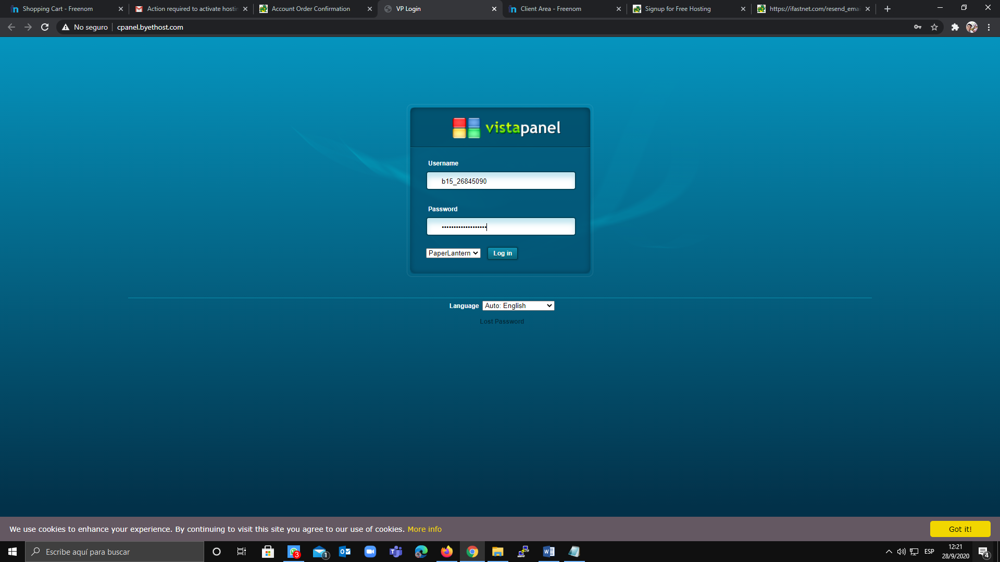 Shopping Cart - Freenom
Action required to activate hostin
Account Order Confirmation
VP Login
Client Area - Freenom
Signup for Free Hosting
https://ifastnet.com/resend_ema
No seguro
cpanel.byethost.com
vistapanel
Username
b15_26845090
Password
•••••••••••••••••••
PaperLantern
Log in
Language
Auto: English
Lost Password
We use cookies to enhance your experience. By continuing to visit this site you agree to our use of cookies. More info
Got it!
Escribe aquí para buscar
3
1
ESP
12:21
28/9/2020
4